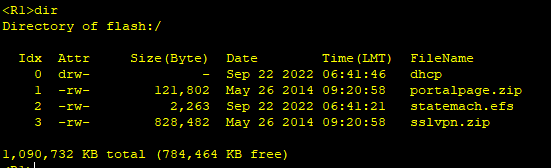 <R1>dir
Directory of flash:/
Idx Attr Size(Byte) Date Time(LMT) FileName
0 drw- - Sep 22 2022 06:41:46 dhcp
1 -rw- 121,802 May 26 2014 09:20:58 portalpage.zip
2 -rw- 2,263 Sep 22 2022 06:41:21 statemach.efs
3 -rw- 828,482 May 26 2014 09:20:58 sslvpn.zip
1,090,732 KB total (784,464 KB free)